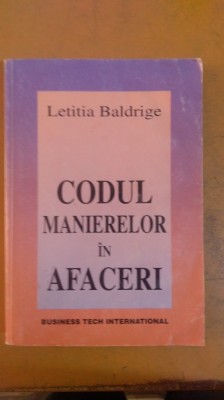 Letitia Baldrige
CODUL
MANIERELOR
ÎN
AFACERI
BUSINESS TECH INTERNATIONAL